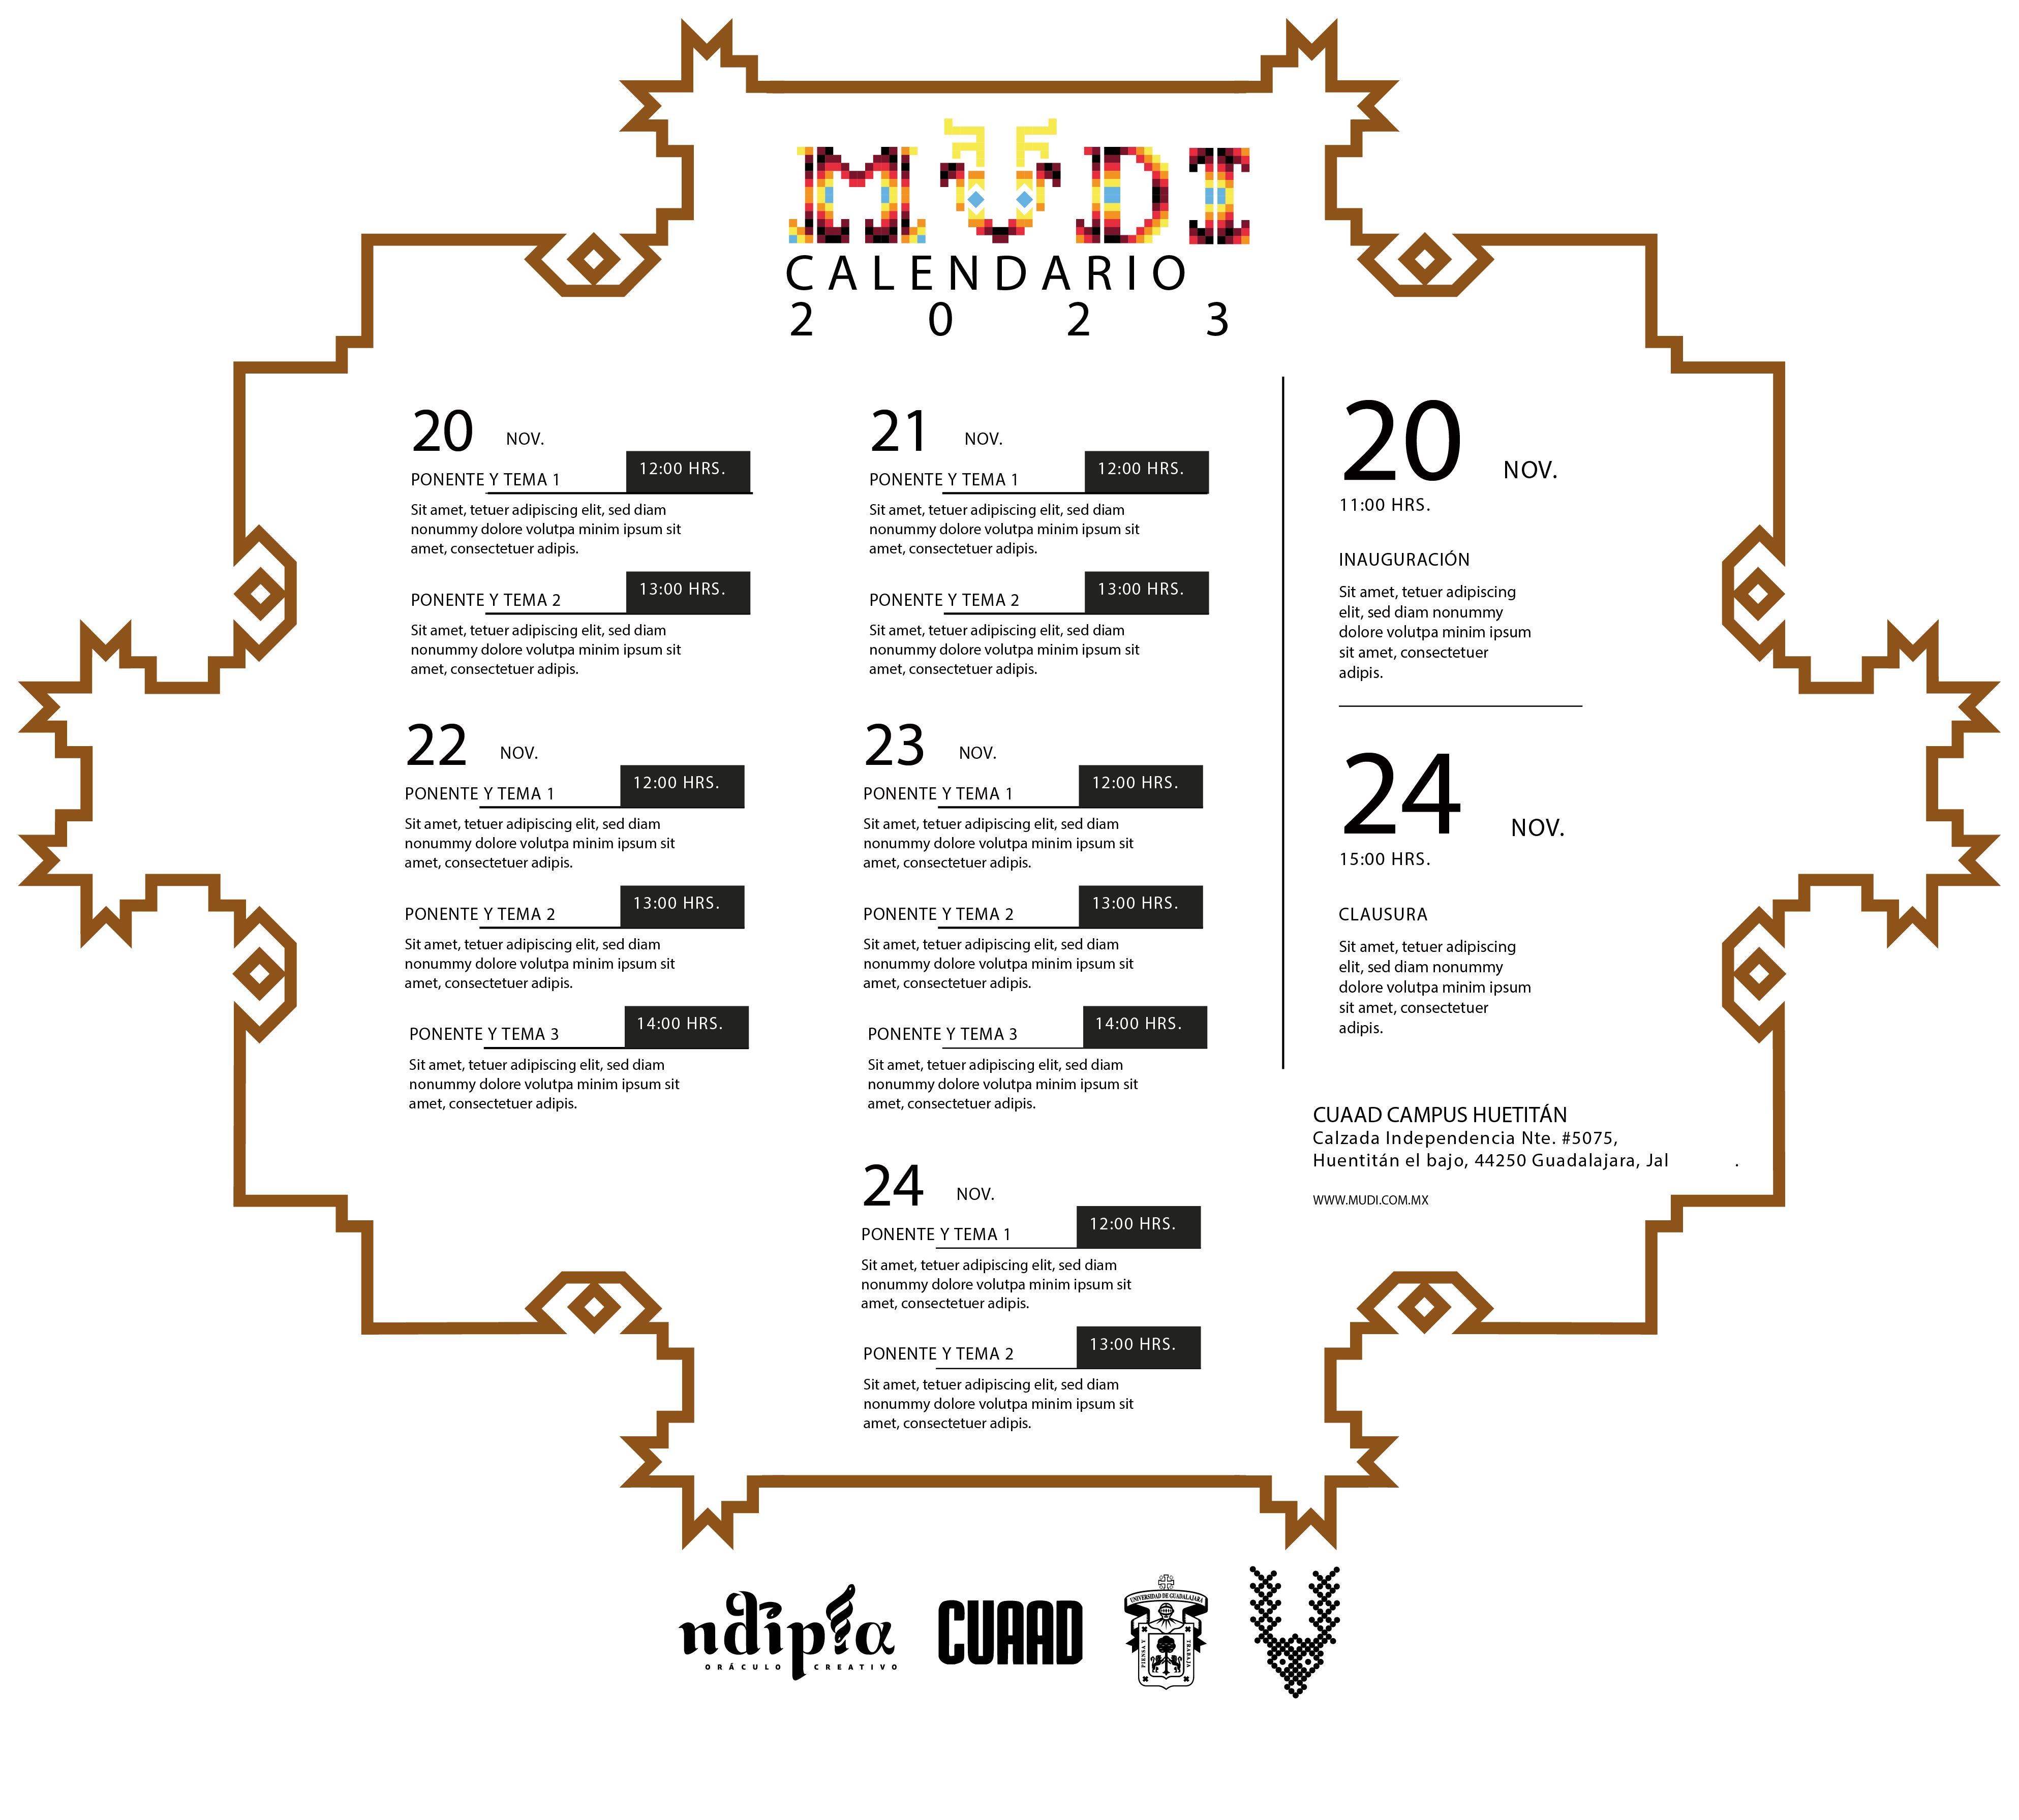 MUDI
CALENDARIO
2 0 2 3
20 NOV.
PONENTE Y TEMA 1 12:00 HRS.
Sit amet, tetuer adipiscing elit, sed diam
nonummy dolore volutpa minim ipsum sit
amet, consectetuer adipis.
PONENTE Y TEMA 2 13:00 HRS.
Sit amet, tetuer adipiscing elit, sed diam
nonummy dolore volutpa minim ipsum sit
amet, consectetuer adipis.
21 NOV.
PONENTE Y TEMA 1 12:00 HRS.
Sit amet, tetuer adipiscing elit, sed diam
nonummy dolore volutpa minim ipsum sit
amet, consectetuer adipis.
PONENTE Y TEMA 2 13:00 HRS.
Sit amet, tetuer adipiscing elit, sed diam
nonummy dolore volutpa minim ipsum sit
amet, consectetuer adipis.
22 NOV.
PONENTE Y TEMA 1 12:00 HRS.
Sit amet, tetuer adipiscing elit, sed diam
nonummy dolore volutpa minim ipsum sit
amet, consectetuer adipis.
PONENTE Y TEMA 2 13:00 HRS.
Sit amet, tetuer adipiscing elit, sed diam
nonummy dolore volutpa minim ipsum sit
amet, consectetuer adipis.
PONENTE Y TEMA 3 14:00 HRS.
Sit amet, tetuer adipiscing elit, sed diam
nonummy dolore volutpa minim ipsum sit
amet, consectetuer adipis.
23 NOV.
PONENTE Y TEMA 1 12:00 HRS.
Sit amet, tetuer adipiscing elit, sed diam
nonummy dolore volutpa minim ipsum sit
amet, consectetuer adipis.
PONENTE Y TEMA 2 13:00 HRS.
Sit amet, tetuer adipiscing elit, sed diam
nonummy dolore volutpa minim ipsum sit
amet, consectetuer adipis.
PONENTE Y TEMA 3 14:00 HRS.
Sit amet, tetuer adipiscing elit, sed diam
nonummy dolore volutpa minim ipsum sit
amet, consectetuer adipis.
24 NOV.
PONENTE Y TEMA 1 12:00 HRS.
Sit amet, tetuer adipiscing elit, sed diam
nonummy dolore volutpa minim ipsum sit
amet, consectetuer adipis.
PONENTE Y TEMA 2 13:00 HRS.
Sit amet, tetuer adipiscing elit, sed diam
nonummy dolore volutpa minim ipsum sit
amet, consectetuer adipis.
20 NOV.
11:00 HRS.
INAUGURACIÓN
Sit amet, tetuer adipiscing
elit, sed diam nonummy
dolore volutpa minim ipsum
sit amet, consectetuer
adipis.
24 NOV.
15:00 HRS.
CLAUSURA
Sit amet, tetuer adipiscing
elit, sed diam nonummy
dolore volutpa minim ipsum
sit amet, consectetuer
adipis.
CUAAD CAMPUS HUETITÁN
Calzada Independencia Nte. #5075,
Huentitán el bajo, 44250 Guadalajara, Jal .
WWW.MUDI.COM.MX
ndipia
ORÁCULO CREATIVO
CUAAD
UNIVERSIDAD DE GUADALAJARA
PIENSA Y
TRABAJA